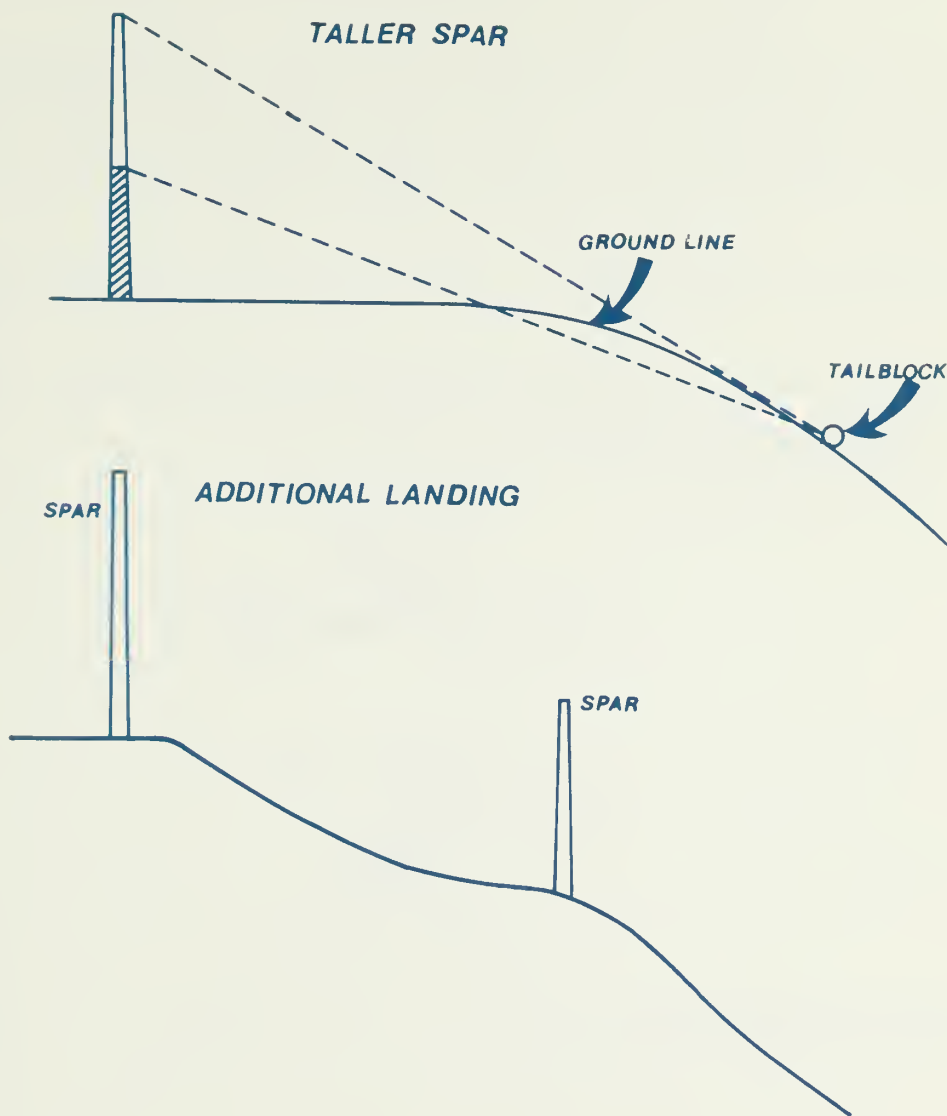 TALLER SPAR
GROUND LINE
TAILBLOCK
ADDITIONAL LANDING
SPAR
SPAR